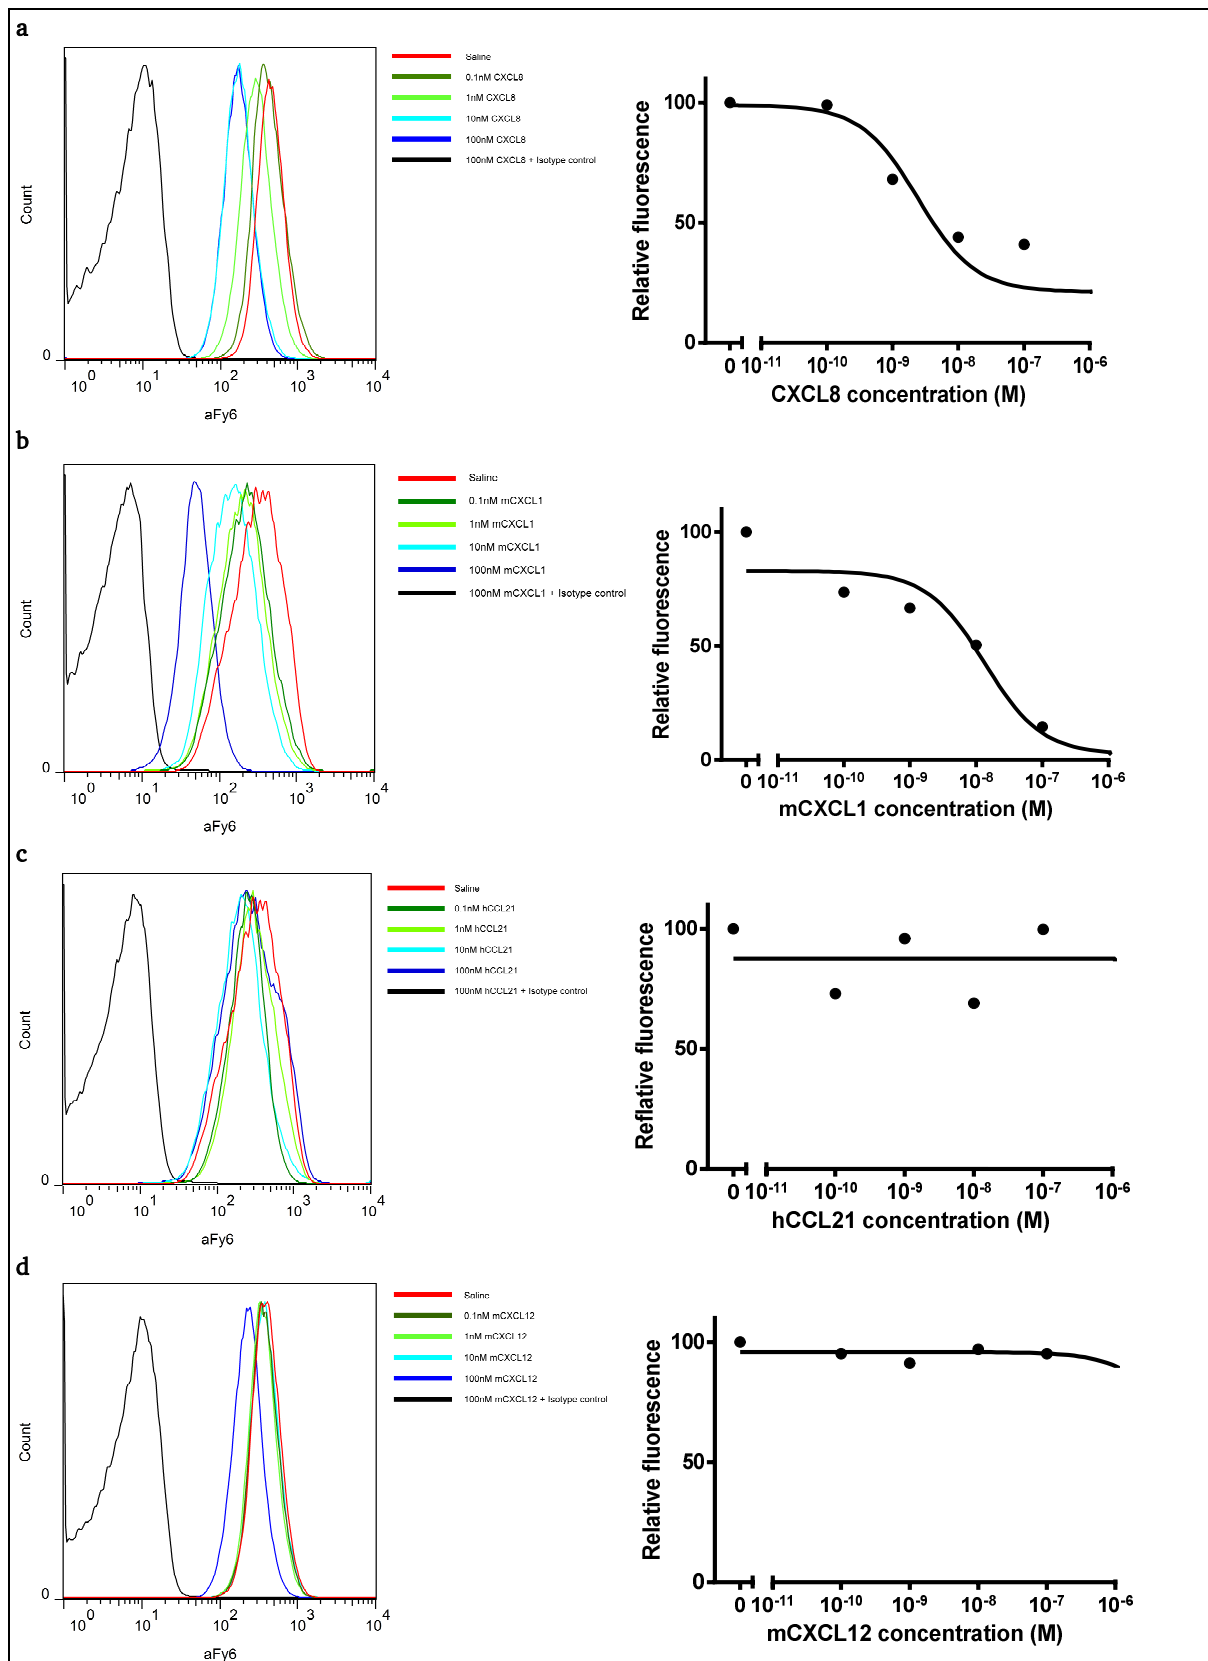 a
Saline
0.1nM CXCL8
1nM CXCL8
10nM CXCL8
100nM CXCL8
100nM CXCL8 + Isotype control
Count
0
10^0 10^1 10^2 10^3 10^4
aFy6
Relative fluorescence
100
50
0
0 10^-11 10^-10 10^-9 10^-8 10^-7 10^-6
CXCL8 concentration (M)
b
Saline
0.1nM mCXCL1
1nM mCXCL1
10nM mCXCL1
100nM mCXCL1
100nM mCXCL1 + Isotype control
Count
0
10^0 10^1 10^2 10^3 10^4
aFy6
Relative fluorescence
100
50
0
0 10^-11 10^-10 10^-9 10^-8 10^-7 10^-6
mCXCL1 concentration (M)
c
Saline
0.1nM hCCL21
1nM hCCL21
10nM hCCL21
100nM hCCL21
100nM hCCL21 + Isotype control
Count
0
10^0 10^1 10^2 10^3 10^4
aFy6
Reflative fluorescence
100
50
0
0 10^-11 10^-10 10^-9 10^-8 10^-7 10^-6
hCCL21 concentration (M)
d
Saline
0.1nM mCXCL12
1nM mCXCL12
10nM mCXCL12
100nM mCXCL12
100nM mCXCL12 + Isotype control
Count
0
10^0 10^1 10^2 10^3 10^4
aFy6
Relative fluorescence
100
50
0
0 10^-11 10^-10 10^-9 10^-8 10^-7 10^-6
mCXCL12 concentration (M)